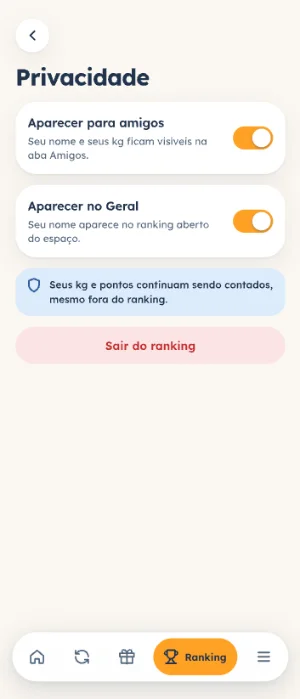 Privacidade
Aparecer para amigos
Seu nome e seus kg ficam visíveis na
aba Amigos.
Aparecer no Geral
Seu nome aparece no ranking aberto
do espaço.
Seus kg e pontos continuam sendo contados,
mesmo fora do ranking.
Sair do ranking
Ranking